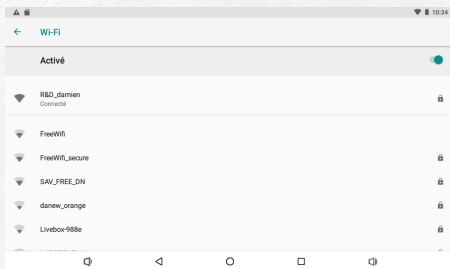 10:34
Wi-Fi
Activé
R&D_damien
Connecté
FreeWifi
FreeWifi_secure
SAV_FREE_DN
danew_orange
Livebox-988e